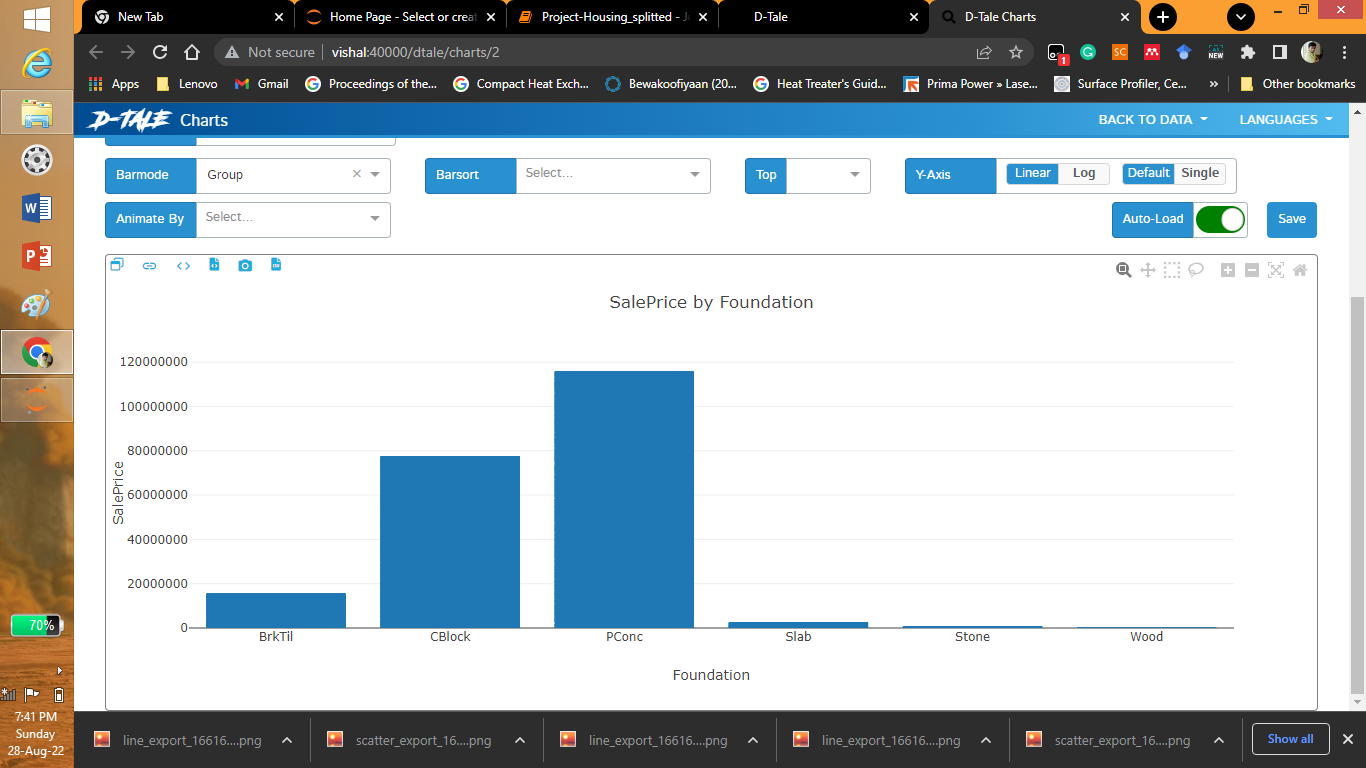 New Tab
Home Page - Select or creat
Project-Housing_splitted - J
D-Tale
D-Tale Charts
Not secure | vishal:40000/dtale/charts/2
1
SC
NEW
Apps
Lenovo
Gmail
Proceedings of the...
Compact Heat Exch...
Bewakoofiyaan (20...
Heat Treater's Guid...
Prima Power » Lase...
Surface Profiler, Ce...
»
Other bookmarks
D-TALE Charts
BACK TO DATA
LANGUAGES
Barmode
Group
Barsort
Select...
Top
Y-Axis
Linear
Log
Default
Single
Animate By
Select...
Auto-Load
Save
SalePrice by Foundation
120000000
100000000
80000000
60000000
40000000
20000000
0
SalePrice
BrkTil
CBlock
PConc
Slab
Stone
Wood
Foundation
70%
7:41 PM
Sunday
28-Aug-22
line_export_16616....png
scatter_export_16....png
line_export_16616....png
line_export_16616....png
scatter_export_16....png
Show all